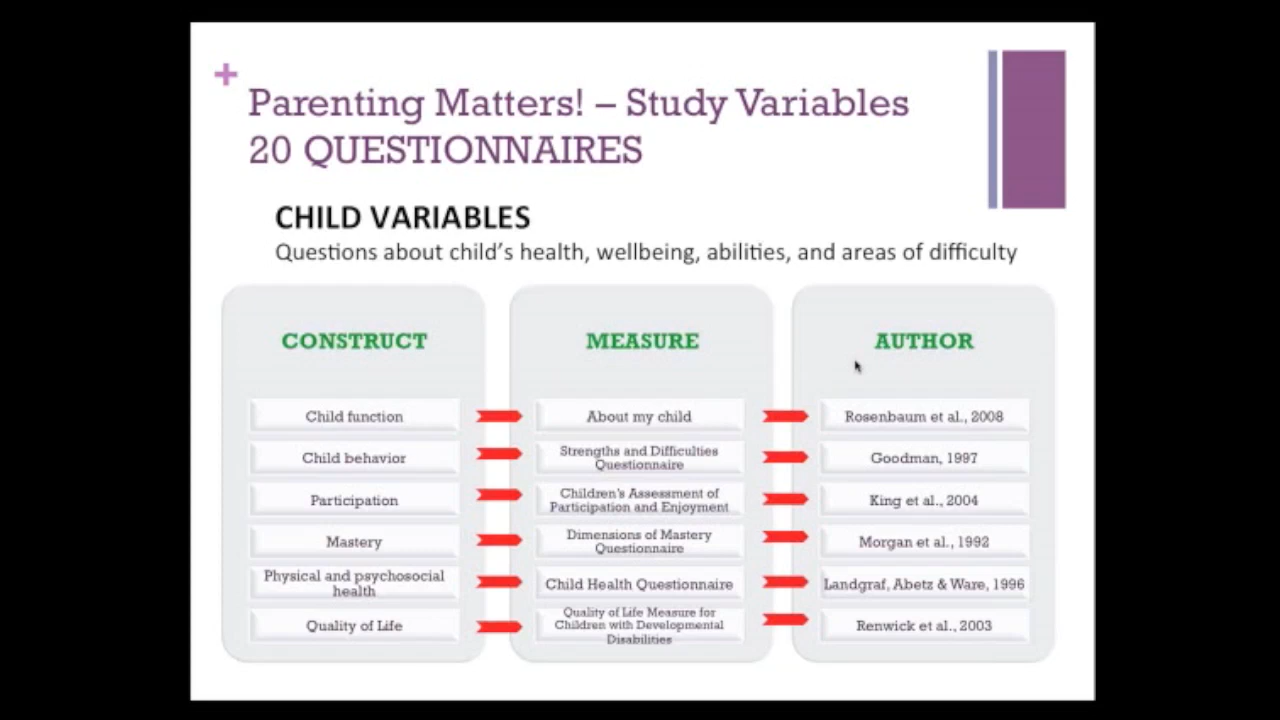 +
Parenting Matters! – Study Variables
20 QUESTIONNAIRES
CHILD VARIABLES
Questions about child's health, wellbeing, abilities, and areas of difficulty
CONSTRUCT
MEASURE
AUTHOR
Child function
About my child
Rosenbaum et al., 2008
Child behavior
Strengths and Difficulties
Questionnaire
Goodman, 1997
Participation
Children's Assessment of
Participation and Enjoyment
King et al., 2004
Mastery
Dimensions of Mastery
Questionnaire
Morgan et al., 1992
Physical and psychosocial
health
Child Health Questionnaire
Landgraf, Abetz & Ware, 1996
Quality of Life
Quality of Life Measure for
Children with Developmental
Disabilities
Renwick et al., 2003